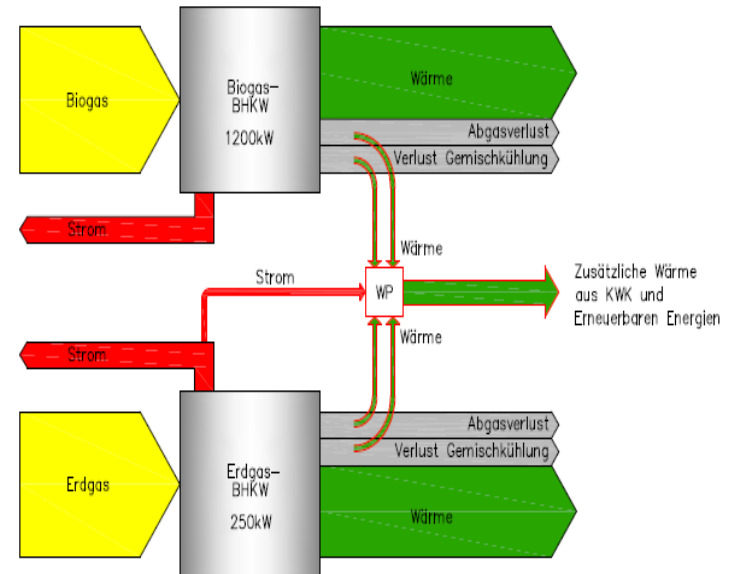 Biogas
Biogas-
BHKW
1200kW
Wärme
Abgasverlust
Verlust Gemischkühlung
Strom
Wärme
Strom
WP
Zusätzliche Wärme
aus KWK und
Erneuerbaren Energien
Wärme
Strom
Abgasverlust
Verlust Gemischkühlung
Erdgas
Erdgas-
BHKW
250kW
Wärme